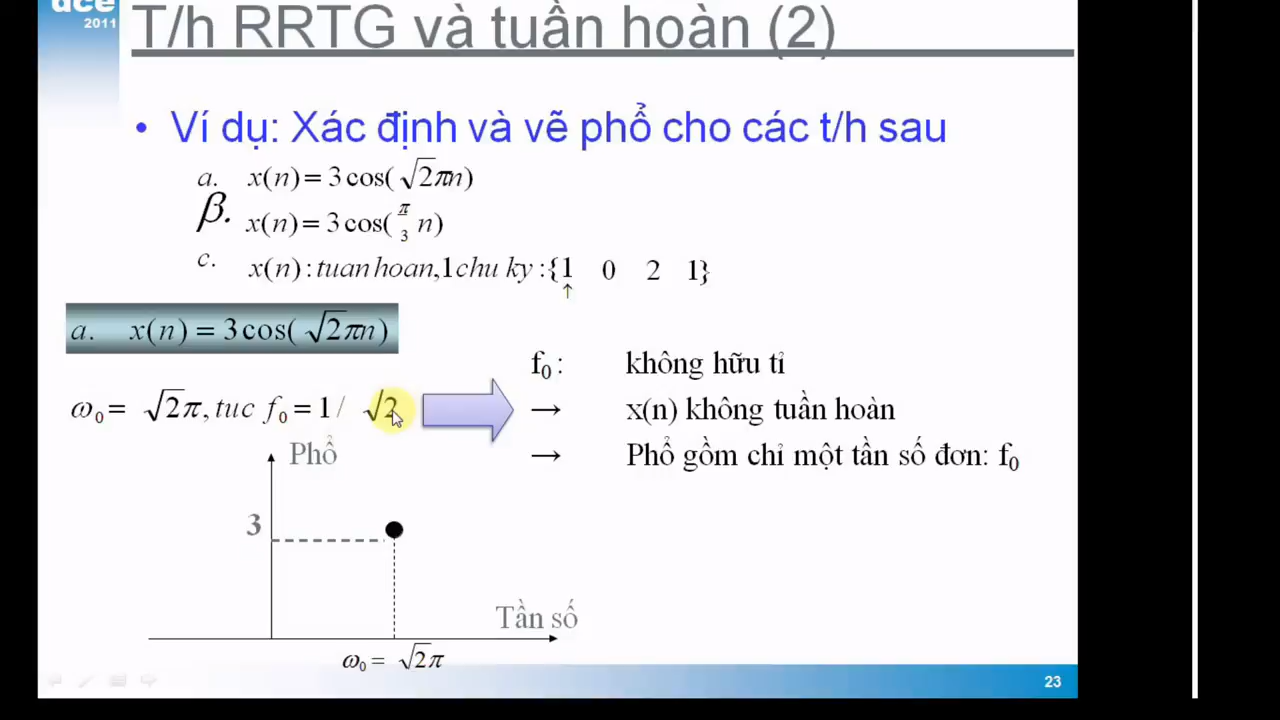 dce
2011
T/h RRTG và tuần hoàn (2)
• Ví dụ: Xác định và vẽ phổ cho các t/h sau
a. x(n) = 3cos(√2πn)
β. x(n) = 3cos(π/3 n)
c. x(n) : tuan hoan,1 chu ky :{1 0 2 1}
↑
a. x(n) = 3cos(√2πn)
ω₀ = √2π, tuc f₀ = 1/ √2
f₀ : không hữu tỉ
→ x(n) không tuần hoàn
→ Phổ gồm chỉ một tần số đơn: f₀
Phổ
3
Tần số
ω₀ = √2π
23